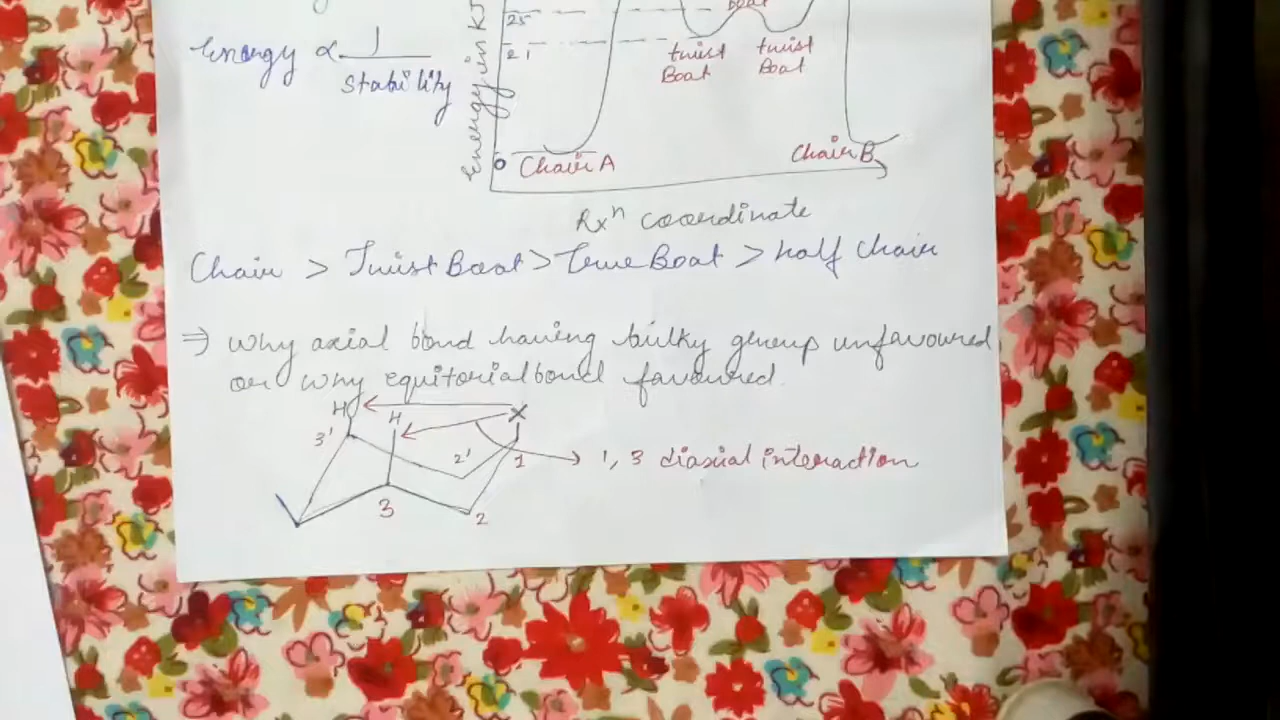 Energy ∝ 1
stability
Energy in KJ
25
21
0
boat
twist
Boat
twist
Boat
Chair A
Chair B
Rxⁿ coordinate
Chair > Twist Boat > True Boat > half chair
⇒ why axial bond having bulky group unfavoured
or why equitorial bond favoured.
H H X
3' 2' 1 → 1, 3 diaxial interaction
3 2